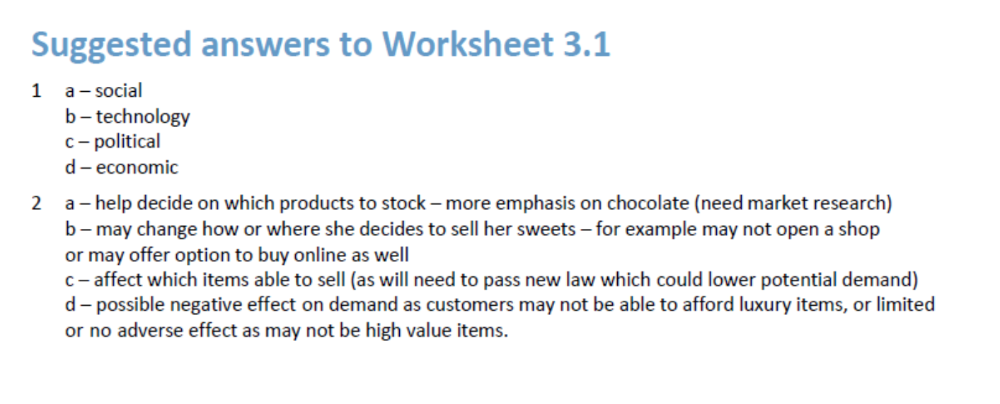 Suggested answers to Worksheet 3.1
1 a – social
b – technology
c – political
d – economic
2 a – help decide on which products to stock – more emphasis on chocolate (need market research)
b – may change how or where she decides to sell her sweets – for example may not open a shop
or may offer option to buy online as well
c – affect which items able to sell (as will need to pass new law which could lower potential demand)
d – possible negative effect on demand as customers may not be able to afford luxury items, or limited
or no adverse effect as may not be high value items.